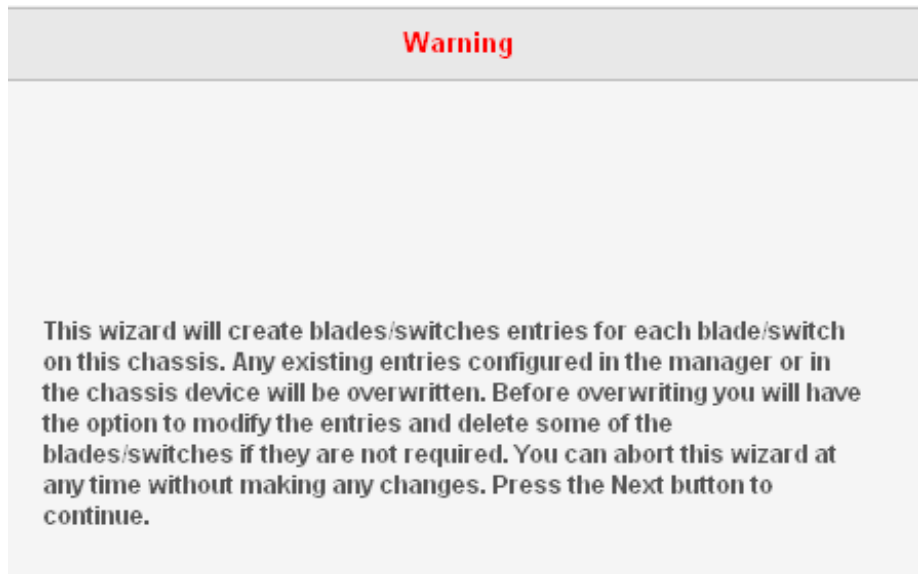 Warning
This wizard will create blades/switches entries for each blade/switch
on this chassis. Any existing entries configured in the manager or in
the chassis device will be overwritten. Before overwriting you will have
the option to modify the entries and delete some of the
blades/switches if they are not required. You can abort this wizard at
any time without making any changes. Press the Next button to
continue.